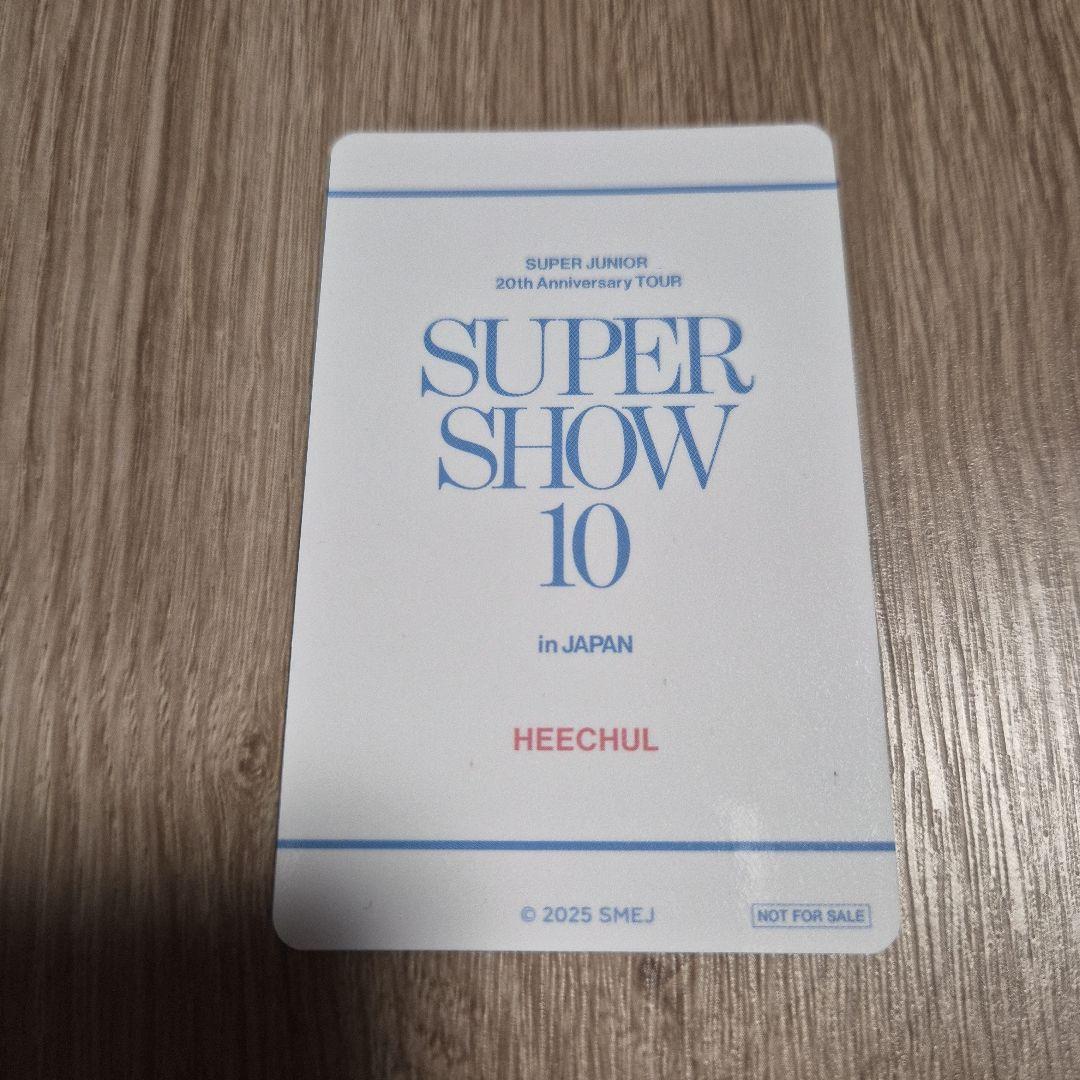 SUPER JUNIOR
20th Anniversary TOUR
SUPER
SHOW
10
in JAPAN
HEECHUL
© 2025 SMEJ
NOT FOR SALE